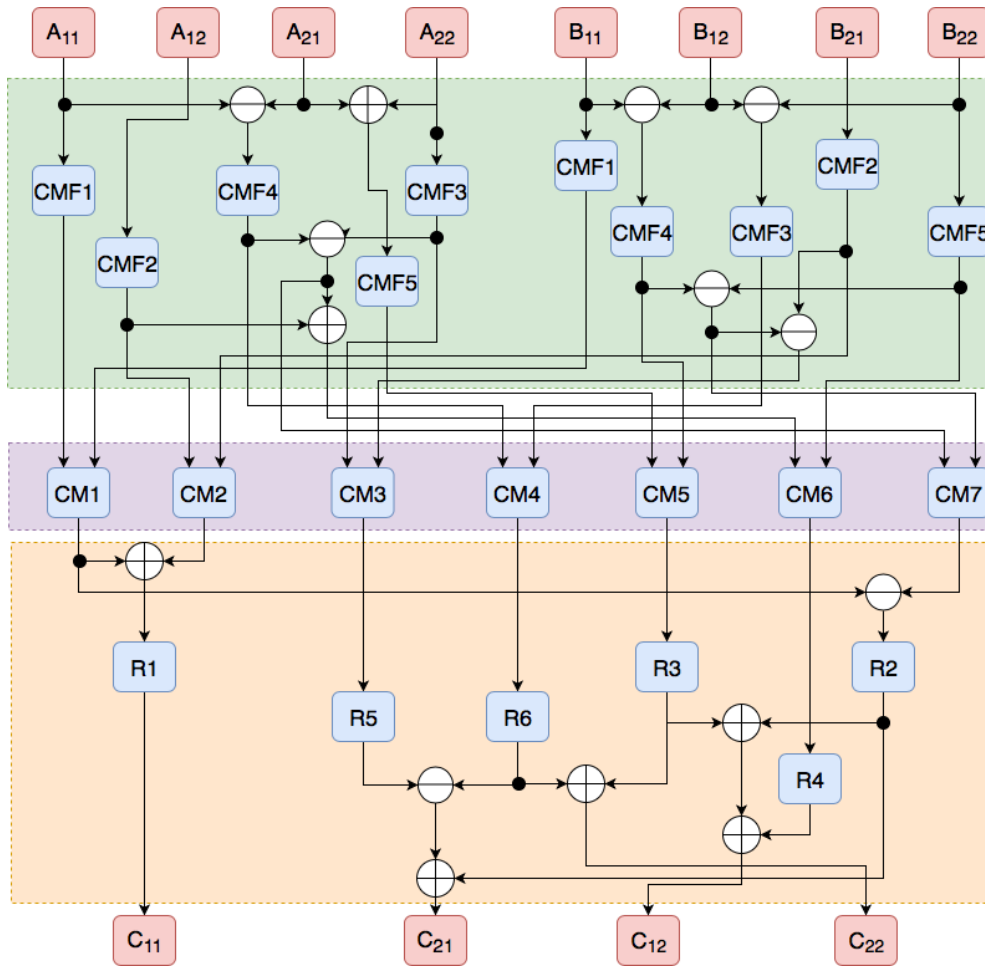 A₁₁ A₁₂ A₂₁ A₂₂ B₁₁ B₁₂ B₂₁ B₂₂
CMF1 CMF4 CMF3 CMF1 CMF2
CMF2 CMF5 CMF4 CMF3 CMF5
CM1 CM2 CM3 CM4 CM5 CM6 CM7
R1 R3 R2
R5 R6 R4
C₁₁ C₂₁ C₁₂ C₂₂